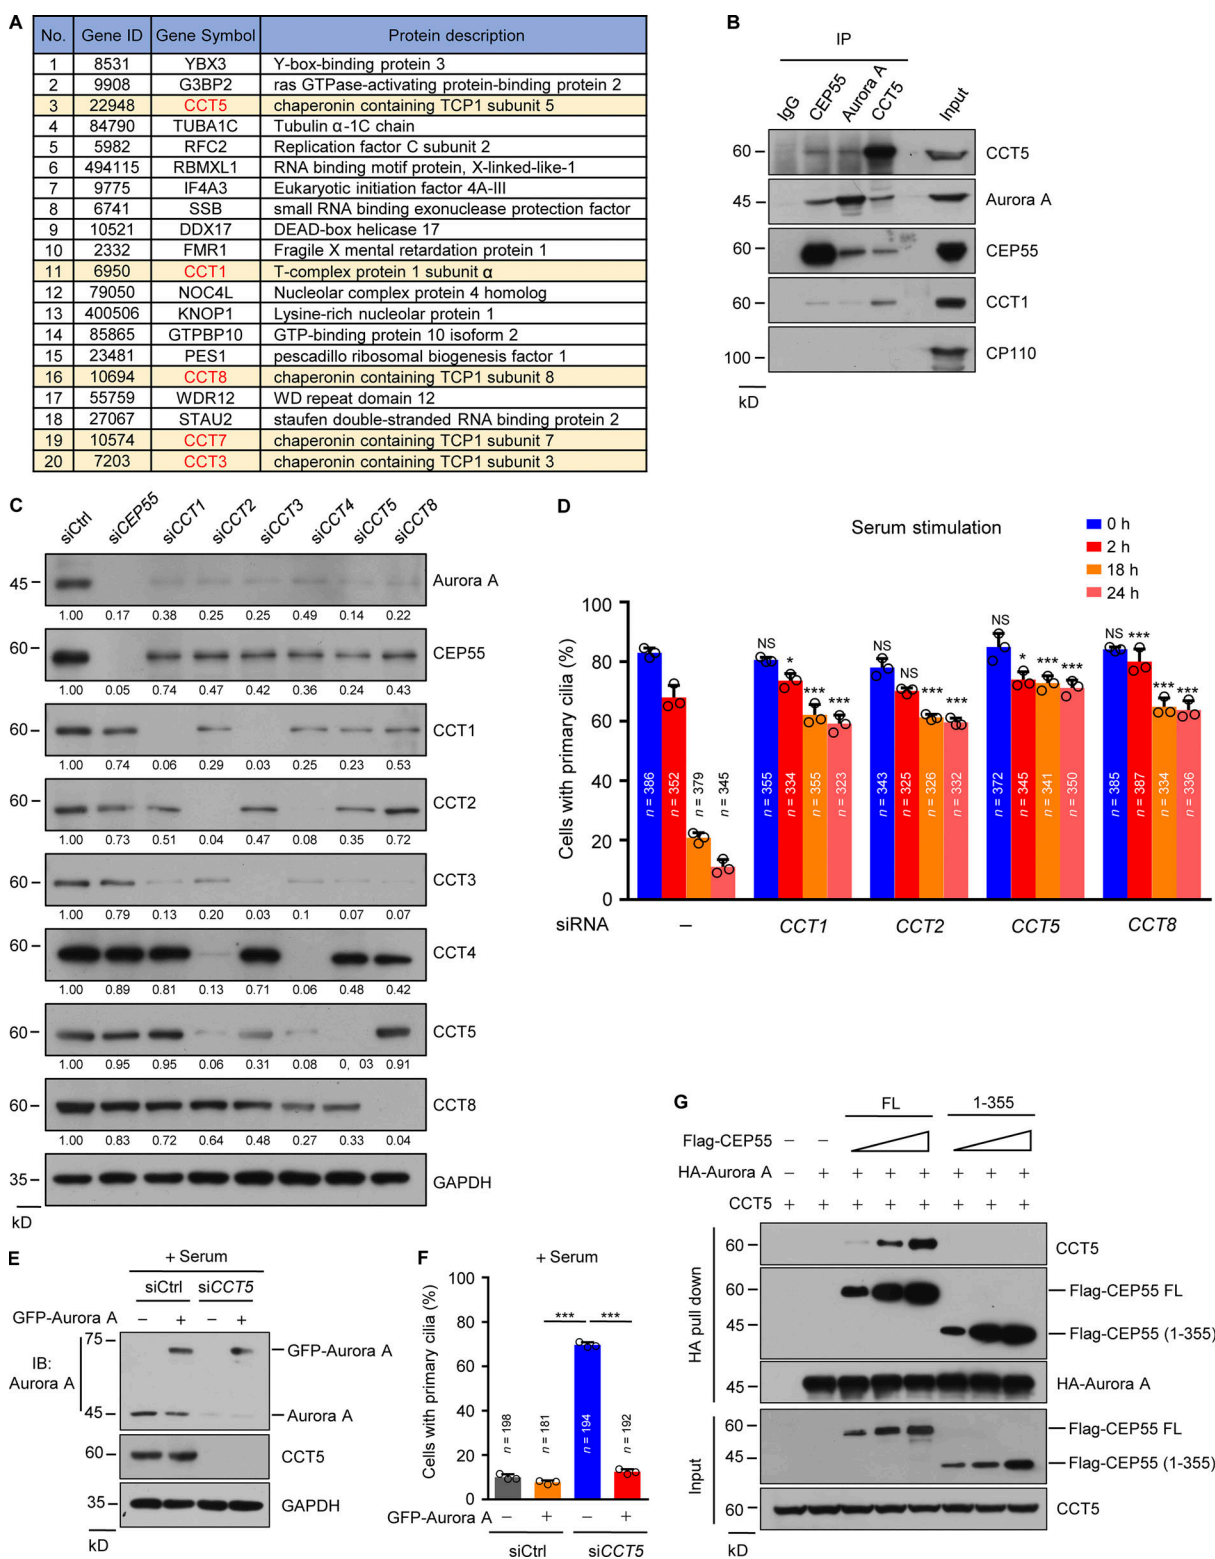 A
No. Gene ID Gene Symbol Protein description
1 8531 YBX3 Y-box-binding protein 3
2 9908 G3BP2 ras GTPase-activating protein-binding protein 2
3 22948 CCT5 chaperonin containing TCP1 subunit 5
4 84790 TUBA1C Tubulin α-1C chain
5 5982 RFC2 Replication factor C subunit 2
6 494115 RBMXL1 RNA binding motif protein, X-linked-like-1
7 9775 IF4A3 Eukaryotic initiation factor 4A-III
8 6741 SSB small RNA binding exonuclease protection factor
9 10521 DDX17 DEAD-box helicase 17
10 2332 FMR1 Fragile X mental retardation protein 1
11 6950 CCT1 T-complex protein 1 subunit α
12 79050 NOC4L Nucleolar complex protein 4 homolog
13 400506 KNOP1 Lysine-rich nucleolar protein 1
14 85865 GTPBP10 GTP-binding protein 10 isoform 2
15 23481 PES1 pescadillo ribosomal biogenesis factor 1
16 10694 CCT8 chaperonin containing TCP1 subunit 8
17 55759 WDR12 WD repeat domain 12
18 27067 STAU2 staufen double-stranded RNA binding protein 2
19 10574 CCT7 chaperonin containing TCP1 subunit 7
20 7203 CCT3 chaperonin containing TCP1 subunit 3
B
IP
IgG CEP55 Aurora A CCT5 Input
60 CCT5
45 Aurora A
60 CEP55
60 CCT1
100 CP110
kD
C
siCtrl siCEP55 siCCT1 siCCT2 siCCT3 siCCT4 siCCT5 siCCT8
45 Aurora A
1.00 0.17 0.38 0.25 0.25 0.49 0.14 0.22
60 CEP55
1.00 0.05 0.74 0.47 0.42 0.36 0.24 0.43
60 CCT1
1.00 0.74 0.06 0.29 0.03 0.25 0.23 0.53
60 CCT2
1.00 0.73 0.51 0.04 0.47 0.08 0.35 0.72
60 CCT3
1.00 0.79 0.13 0.20 0.03 0.1 0.07 0.07
60 CCT4
1.00 0.89 0.81 0.13 0.71 0.06 0.48 0.42
60 CCT5
1.00 0.95 0.95 0.06 0.31 0.08 0, 03 0.91
60 CCT8
1.00 0.83 0.72 0.64 0.48 0.27 0.33 0.04
35 GAPDH
kD
D
Serum stimulation
0 h
2 h
18 h
24 h
Cells with primary cilia (%)
100
80
60
40
20
0
NS * *** ***
NS NS *** ***
NS * *** ***
NS *** *** ***
n = 386 n = 352 n = 379 n = 345
n = 355 n = 334 n = 355 n = 323
n = 343 n = 325 n = 326 n = 332
n = 372 n = 345 n = 341 n = 350
n = 385 n = 387 n = 334 n = 336
siRNA – CCT1 CCT2 CCT5 CCT8
E
+ Serum
siCtrl siCCT5
GFP-Aurora A – + – +
IB:
Aurora A
75
GFP-Aurora A
45 Aurora A
60 CCT5
35 GAPDH
kD
F
+ Serum
Cells with primary cilia (%)
100
80
60
40
20
0
*** ***
n = 198 n = 181 n = 194 n = 192
GFP-Aurora A – + – +
siCtrl siCCT5
G
FL 1-355
Flag-CEP55 – –
HA-Aurora A – + + + + + + +
CCT5 + + + + + + + +
HA pull down
60 CCT5
60 Flag-CEP55 FL
45 Flag-CEP55 (1-355)
45 HA-Aurora A
Input
60 Flag-CEP55 FL
45 Flag-CEP55 (1-355)
60 CCT5
kD